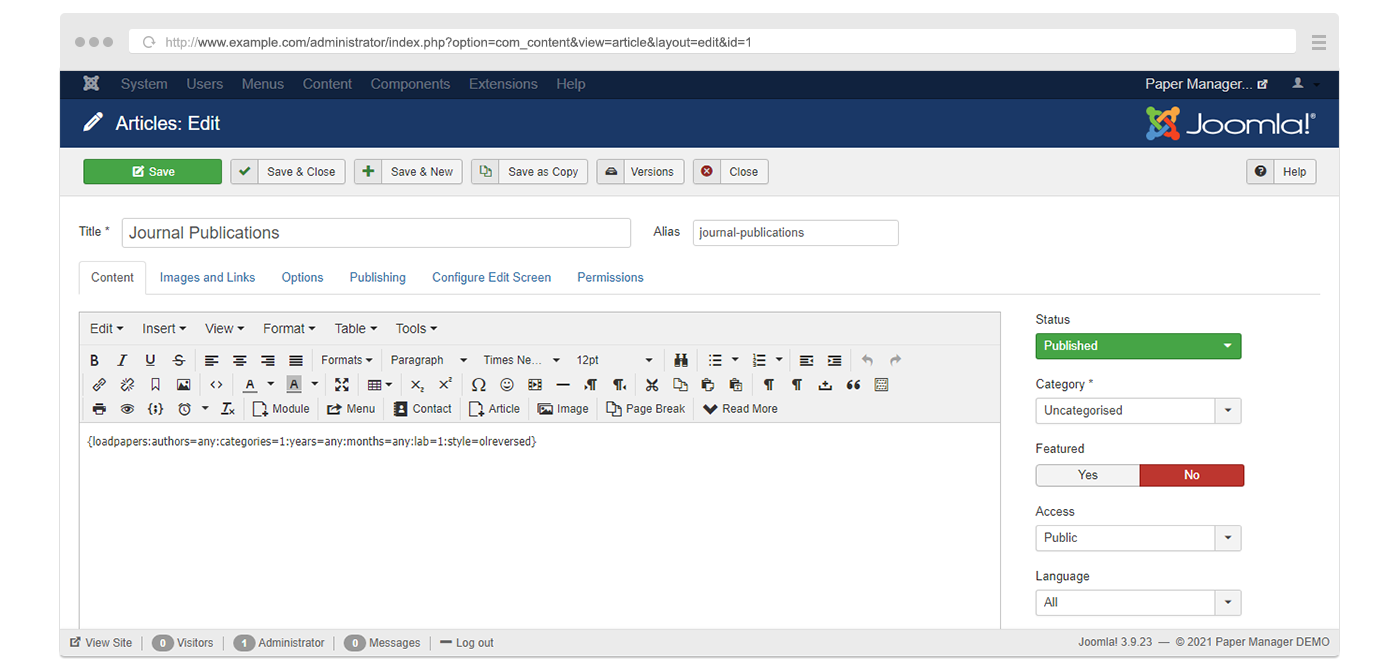 http://www.example.com/administrator/index.php?option=com_content&view=article&layout=edit&id=1
System Users Menus Content Components Extensions Help Paper Manager...
Articles: Edit Joomla!®
Save Save & Close Save & New Save as Copy Versions Close Help
Title * Journal Publications Alias journal-publications
Content Images and Links Options Publishing Configure Edit Screen Permissions
Edit Insert View Format Table Tools
B I U S Formats Paragraph Times Ne... 12pt
A A X₂ X²
Module Menu Contact Article Image Page Break Read More
{loadpapers:authors=any:categories=1:years=any:months=any:lab=1:style=olreversed}
Status
Published
Category *
Uncategorised
Featured
Yes No
Access
Public
Language
All
View Site 0 Visitors 1 Administrator 0 Messages Log out Joomla! 3.9.23 — © 2021 Paper Manager DEMO